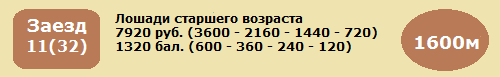 Заезд
11(32)
Лошади старшего возраста
7920 руб. (3600 - 2160 - 1440 - 720)
1320 бал. (600 - 360 - 240 - 120)
1600м